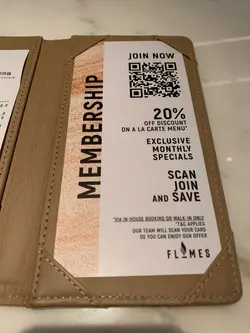 MEMBERSHIP
JOIN NOW
20%
OFF DISCOUNT
ON A LA CARTE MENU*
EXCLUSIVE
MONTHLY
SPECIALS
SCAN
JOIN
AND SAVE
*VIA IN-HOUSE BOOKING OR WALK-IN ONLY
*T&C APPLY
OUR TEAM WILL SCAN YOUR CARD
SO YOU CAN ENJOY OUR OFFER
FLAMES